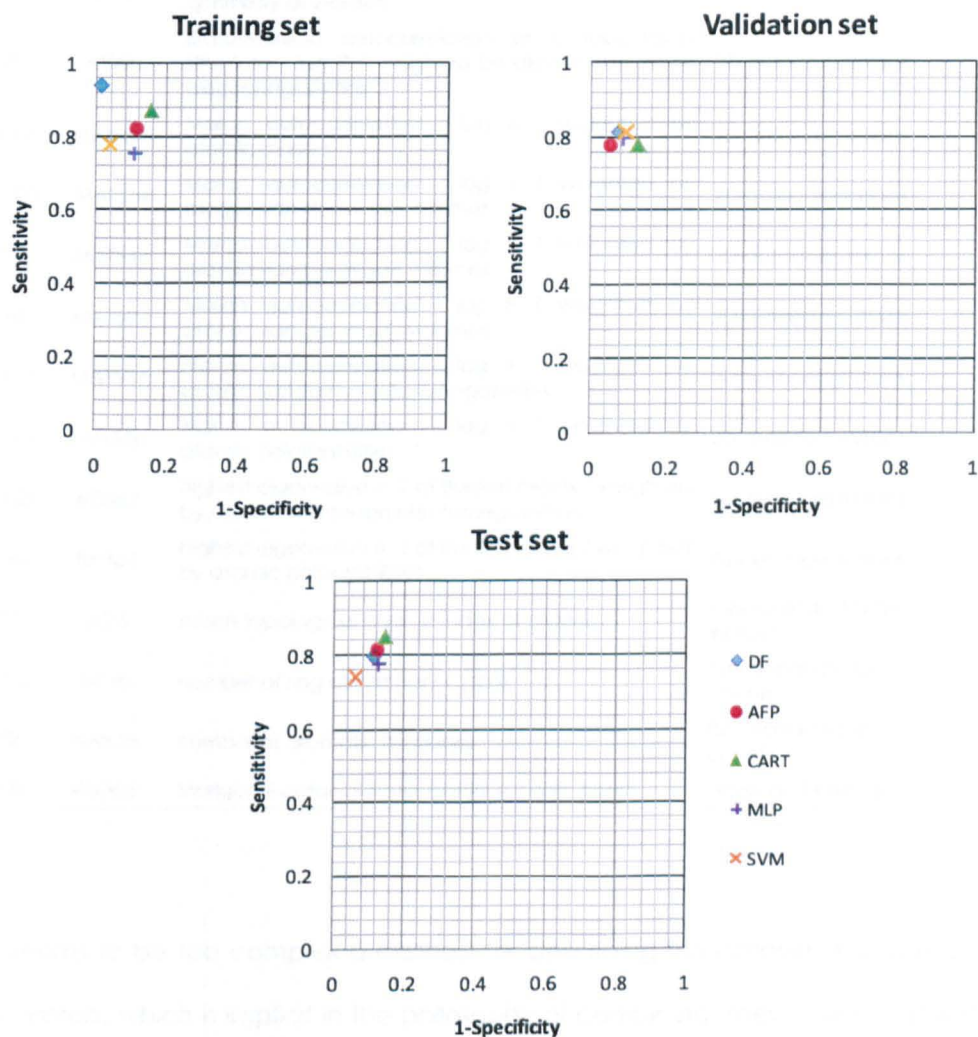 Training set
Validation set
1
0.8
0.6
0.4
0.2
0
0 0.2 0.4 0.6 0.8 1
Sensitivity
1-Specificity
1
0.8
0.6
0.4
0.2
0
0 0.2 0.4 0.6 0.8 1
Sensitivity
1-Specificity
Test set
1
0.8
0.6
0.4
0.2
0
0 0.2 0.4 0.6 0.8 1
Sensitivity
1-Specificity
DF
AFP
CART
MLP
SVM